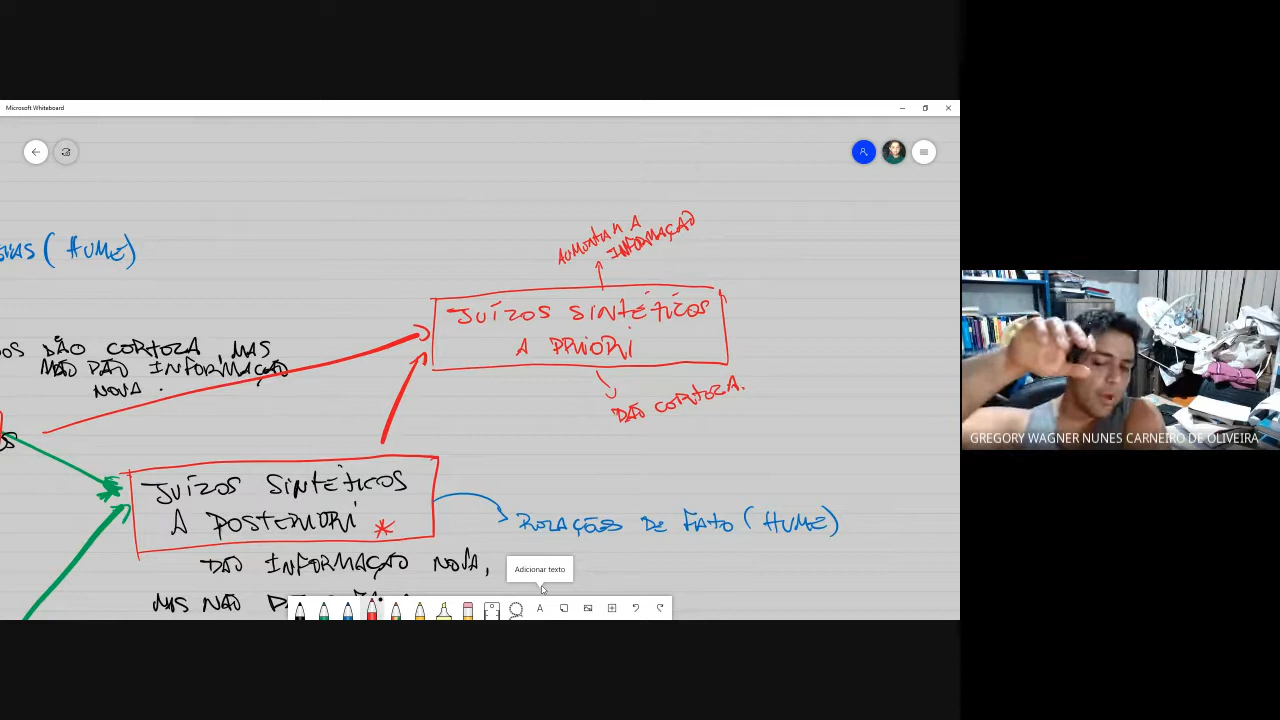 Microsoft Whiteboard
(HUME)
AUMENTAM A
INFORMAÇÃO
JUÍZOS SINTÉTICOS
A PRIORI
DÃO CERTEZA, MAS
NÃO DÃO INFORMAÇÃO
NOVA.
DÃO CERTEZA.
JUÍZOS SINTÉTICOS
A POSTERIORI *
RELAÇÕES DE FATO (HUME)
DÃO INFORMAÇÃO NOVA,
MAS NÃO
Adicionar texto
A
GREGORY WAGNER NUNES CARNEIRO DE OLIVEIRA